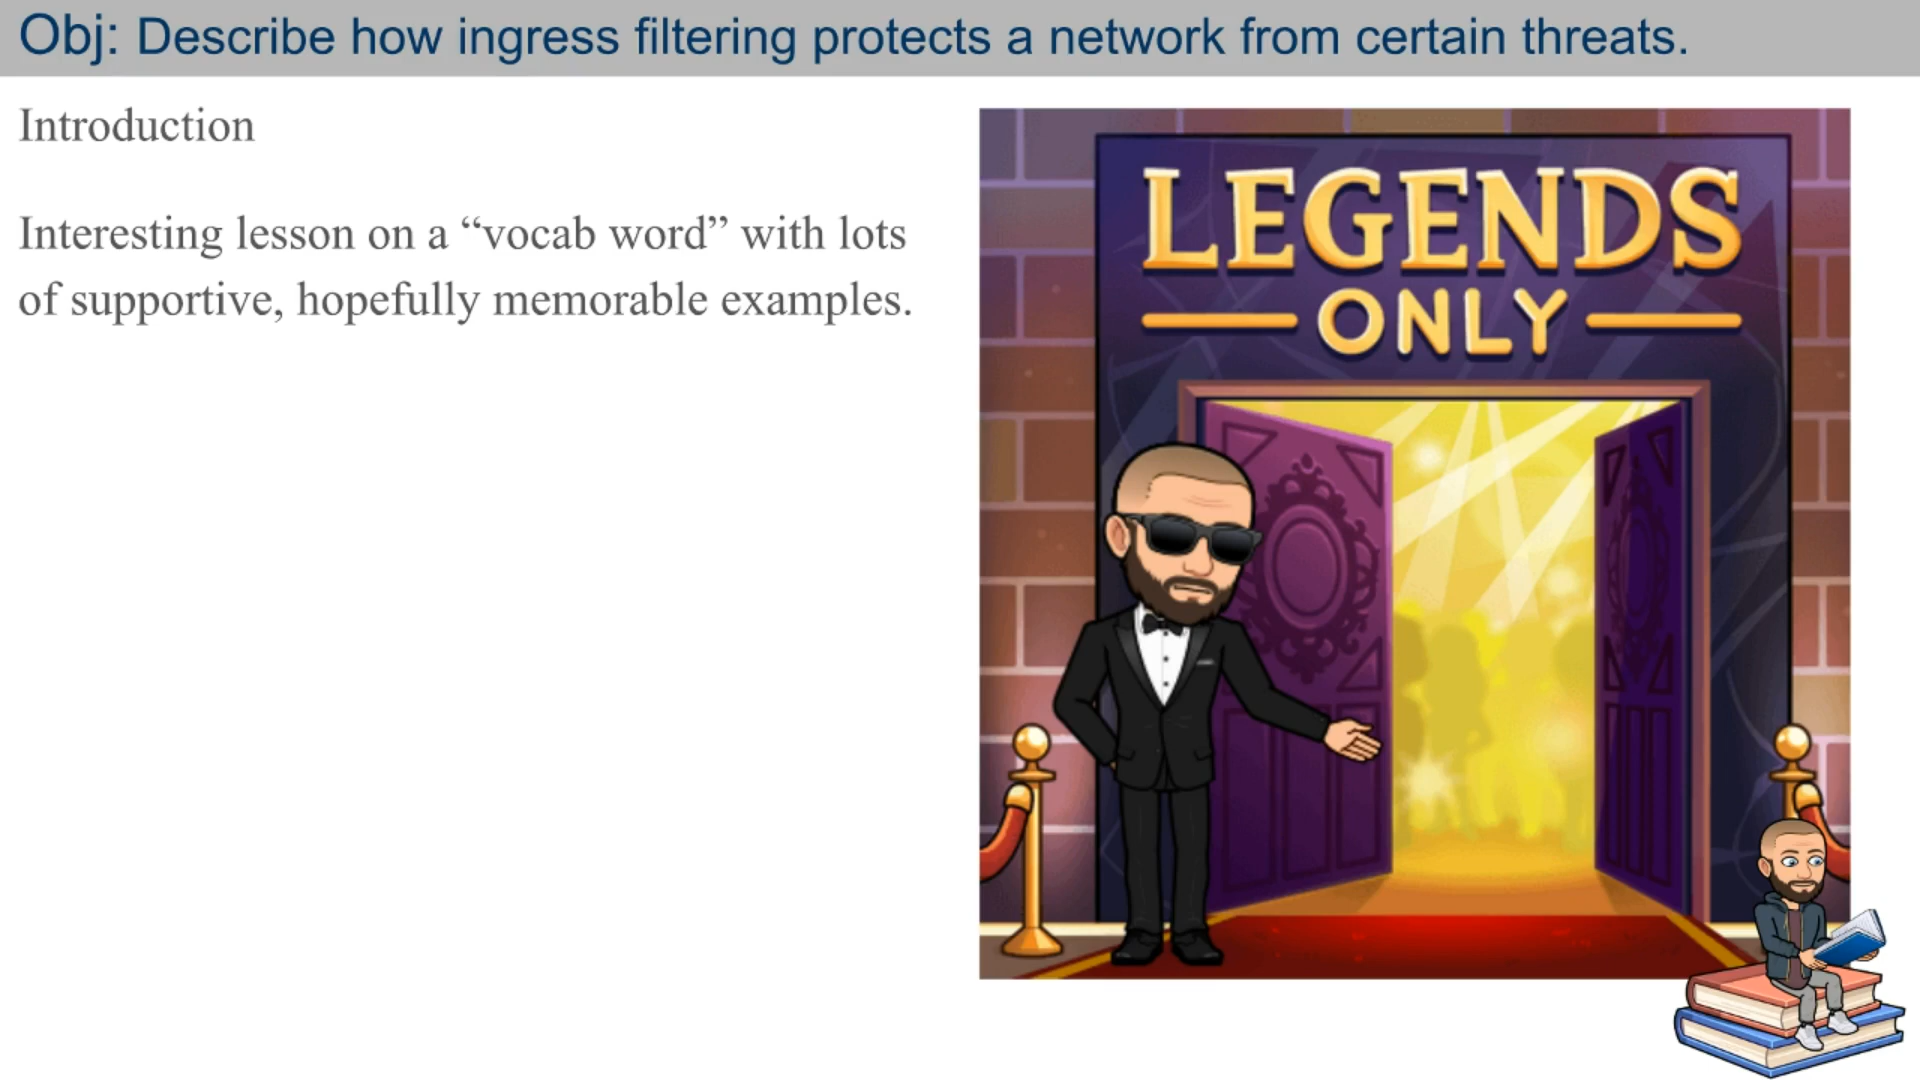 Obj: Describe how ingress filtering protects a network from certain threats.
Introduction
Interesting lesson on a “vocab word” with lots
of supportive, hopefully memorable examples.
LEGENDS
ONLY